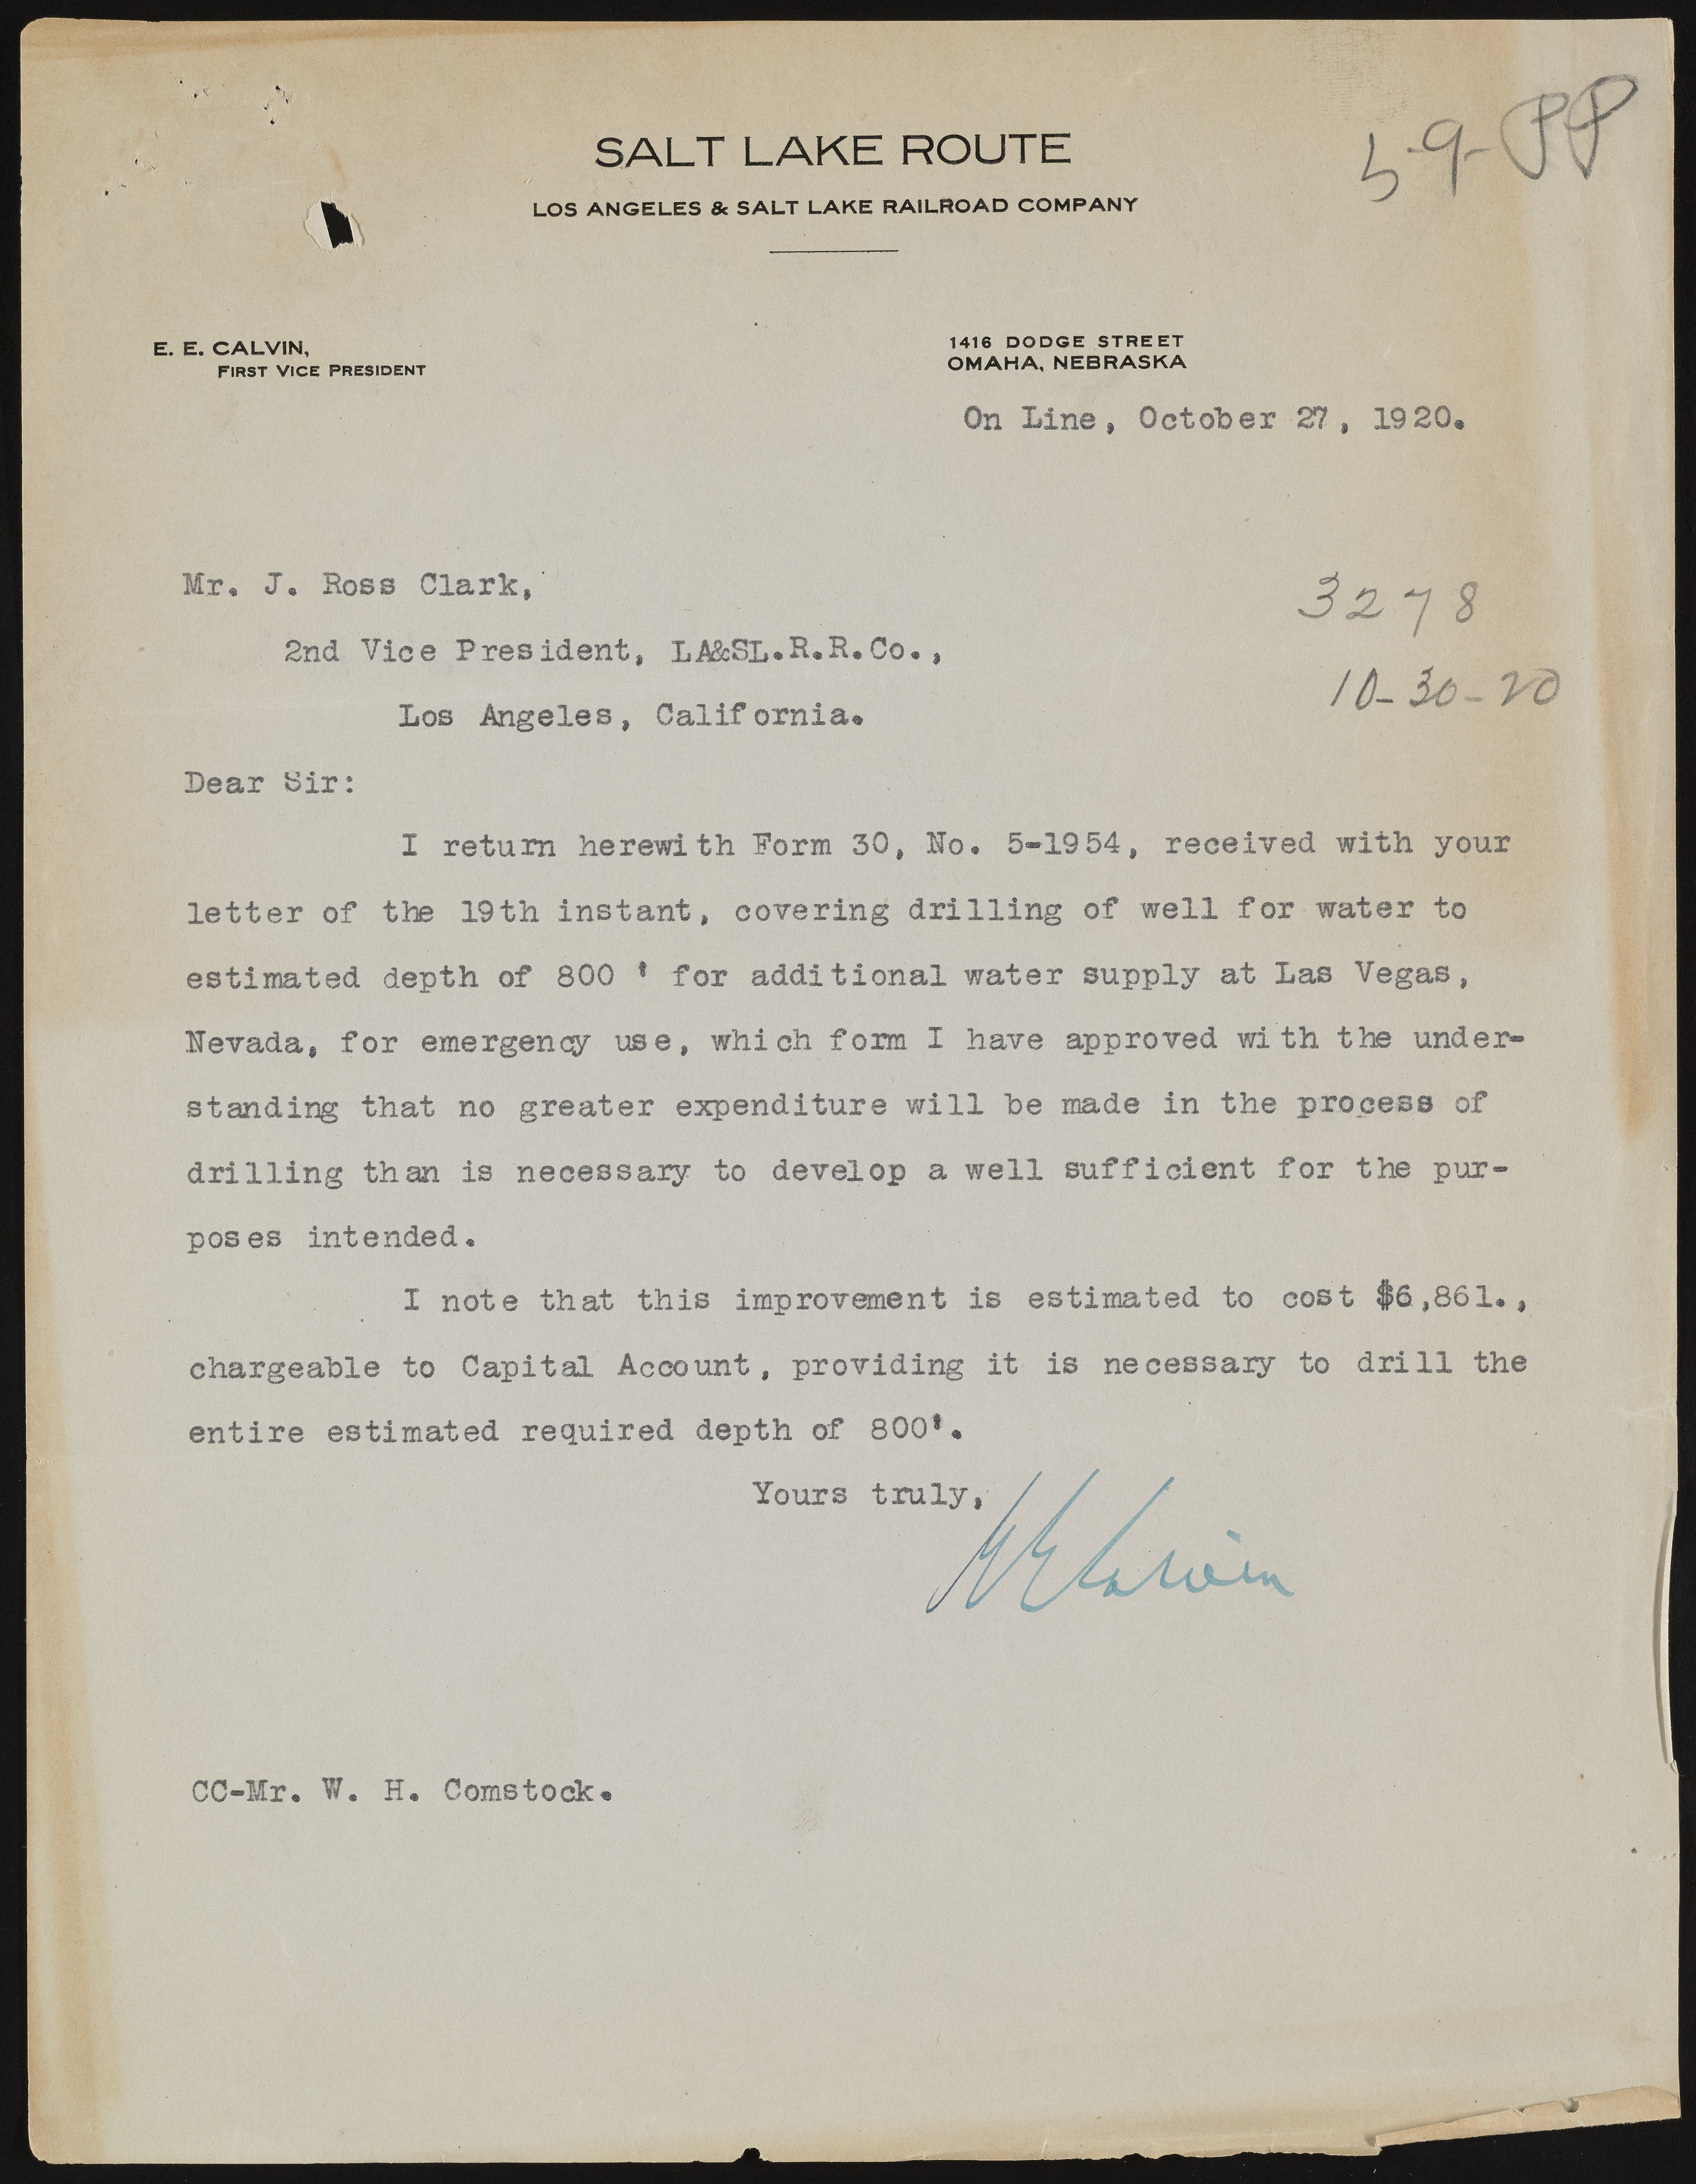 5-9-PP
SALT LAKE ROUTE
LOS ANGELES & SALT LAKE RAILROAD COMPANY
E. E. CALVIN,
FIRST VICE PRESIDENT
1416 DODGE STREET
OMAHA, NEBRASKA
On Line, October 27, 1920.
Mr. J. Ross Clark,
3278
2nd Vice President, LA&SL.R.R.Co.,
10-30-20
Los Angeles, California.
Dear Sir:
I return herewith Form 30, No. 5-1954, received with your
letter of the 19th instant, covering drilling of well for water to
estimated depth of 800 ' for additional water supply at Las Vegas,
Nevada, for emergency use, which form I have approved with the under-
standing that no greater expenditure will be made in the process of
drilling than is necessary to develop a well sufficient for the pur-
poses intended.
I note that this improvement is estimated to cost $6,861.,
chargeable to Capital Account, providing it is necessary to drill the
entire estimated required depth of 800'.
Yours truly,
E E Calvin
CC-Mr. W. H. Comstock.